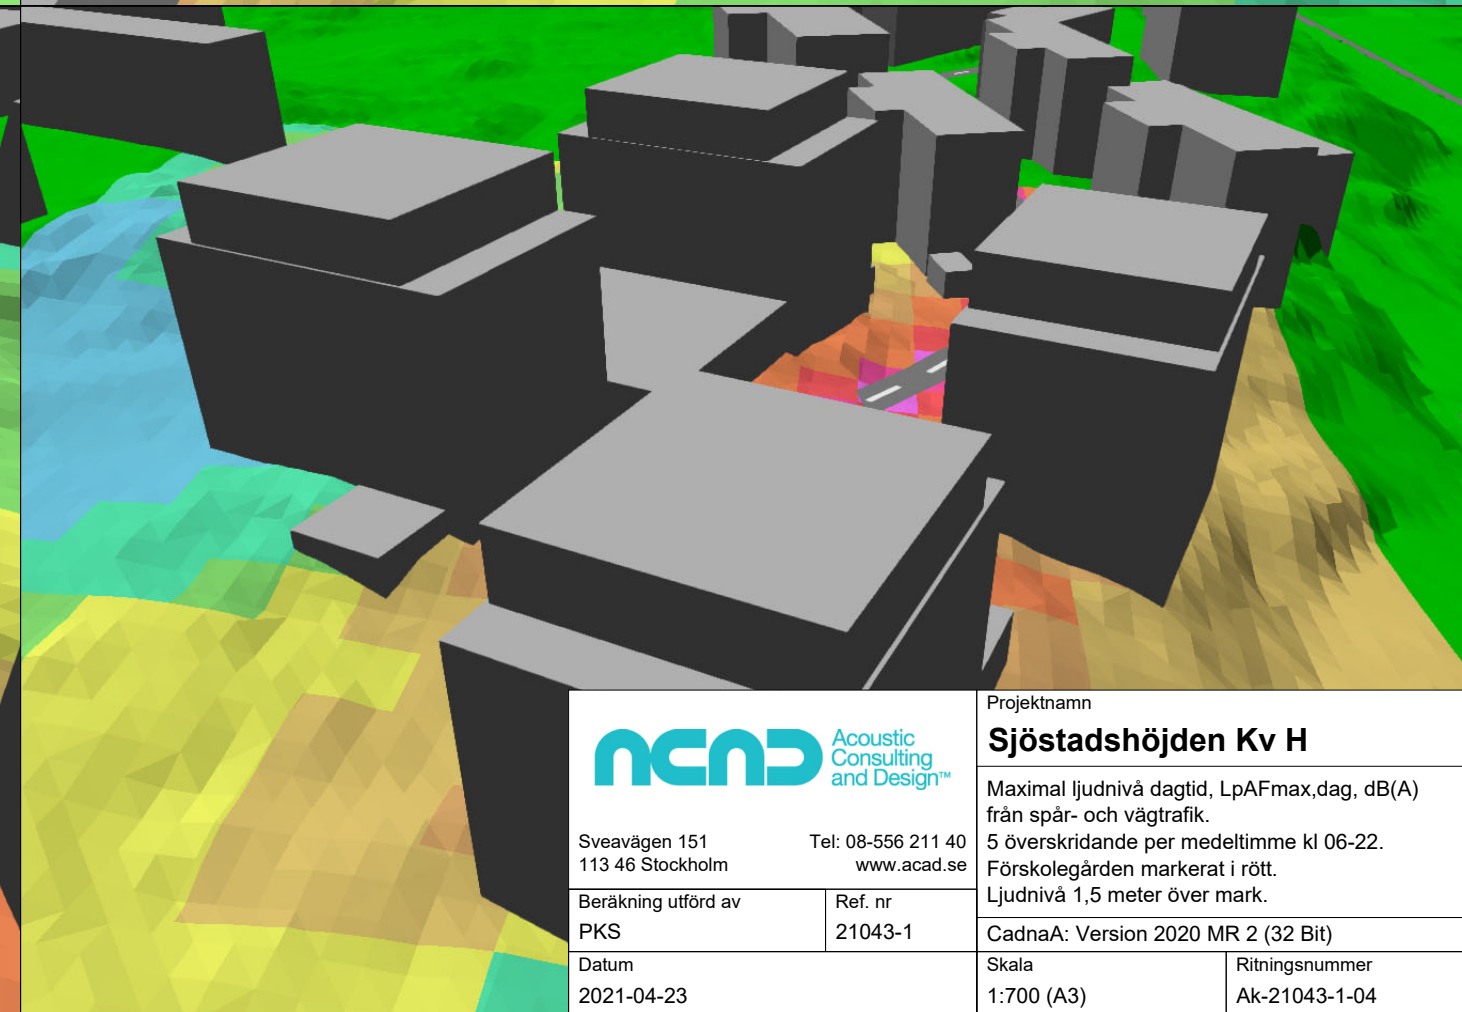 ACAD
Acoustic
Consulting
and Design™
Sveavägen 151
Tel: 08-556 211 40
113 46 Stockholm
www.acad.se
Beräkning utförd av
PKS
Ref. nr
21043-1
Datum
2021-04-23
Projektnamn
Sjöstadshöjden Kv H
Maximal ljudnivå dagtid, LpAFmax,dag, dB(A)
från spår- och vägtrafik.
5 överskridande per medeltimme kl 06-22.
Förskolegården markerat i rött.
Ljudnivå 1,5 meter över mark.
CadnaA: Version 2020 MR 2 (32 Bit)
Skala
1:700 (A3)
Ritningsnummer
Ak-21043-1-04